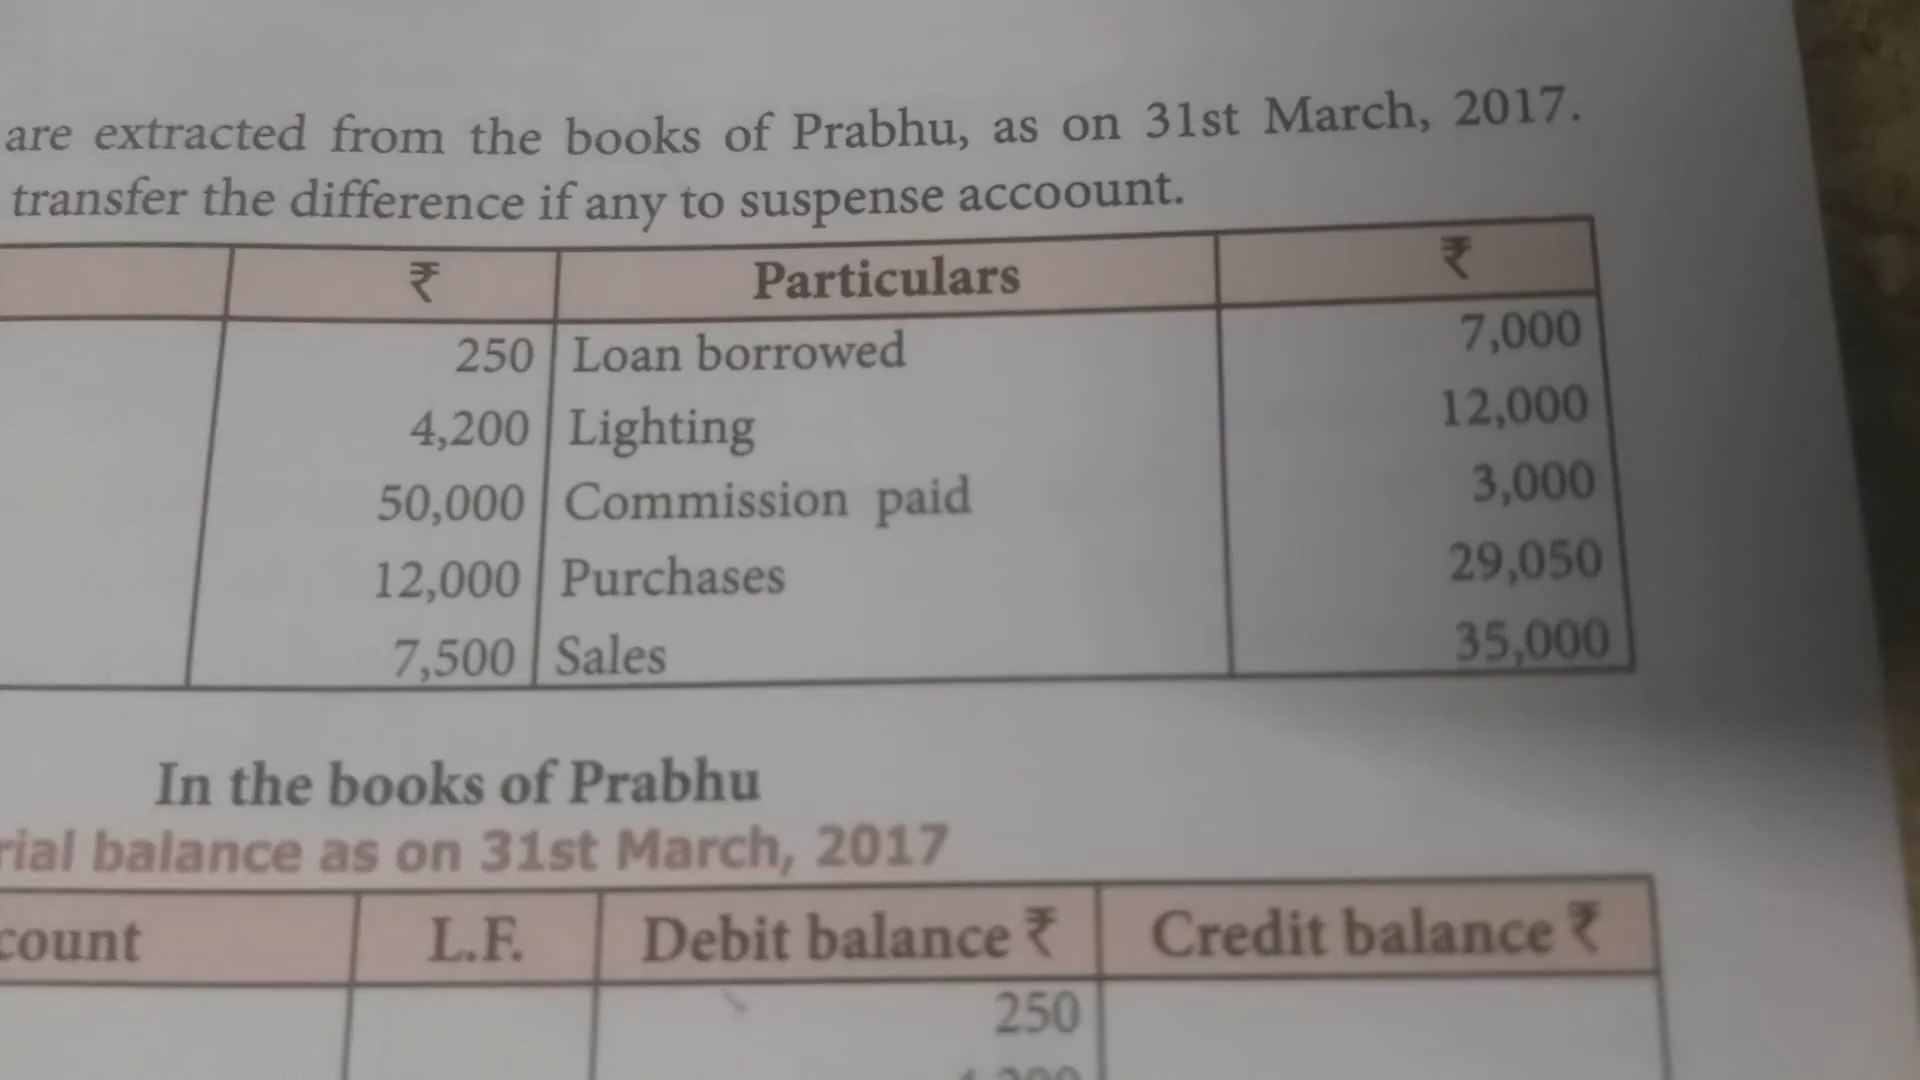 are extracted from the books of Prabhu, as on 31st March, 2017.
transfer the difference if any to suspense accoount.
₹ Particulars ₹
250 Loan borrowed 7,000
4,200 Lighting 12,000
50,000 Commission paid 3,000
12,000 Purchases 29,050
7,500 Sales 35,000
In the books of Prabhu
rial balance as on 31st March, 2017
count L.F. Debit balance ₹ Credit balance ₹
250